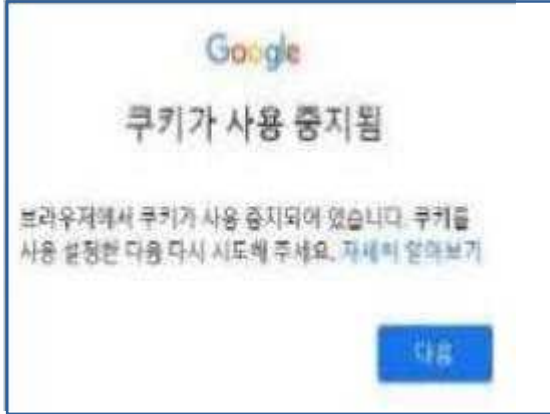 Google
쿠키가 사용 중지됨
브라우저에서 쿠키가 사용 중지되어 있습니다. 쿠키를
사용 설정한 다음 다시 시도해 주세요. 자세히 알아보기
다음